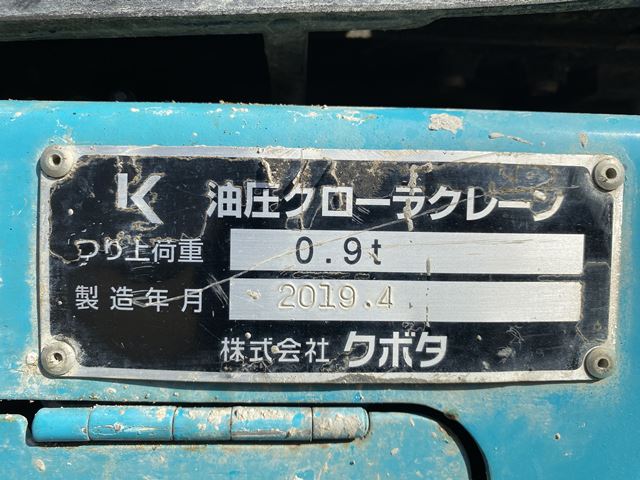 K 油圧クローラクレーン
つり上荷重 0.9t
製造年月 2019.4
株式会社 クボタ